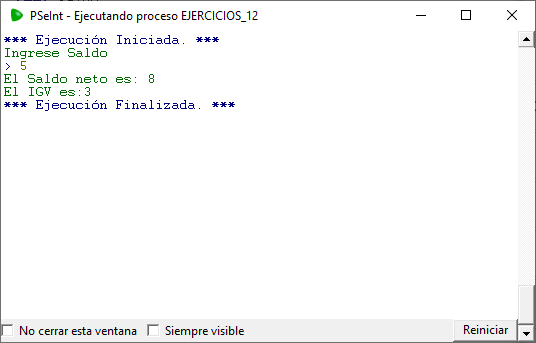 PSeInt - Ejecutando proceso EJERCICIOS_12
*** Ejecución Iniciada. ***
Ingrese Saldo
> 5
El Saldo neto es: 8
El IGV es:3
*** Ejecución Finalizada. ***
No cerrar esta ventana
Siempre visible
Reiniciar